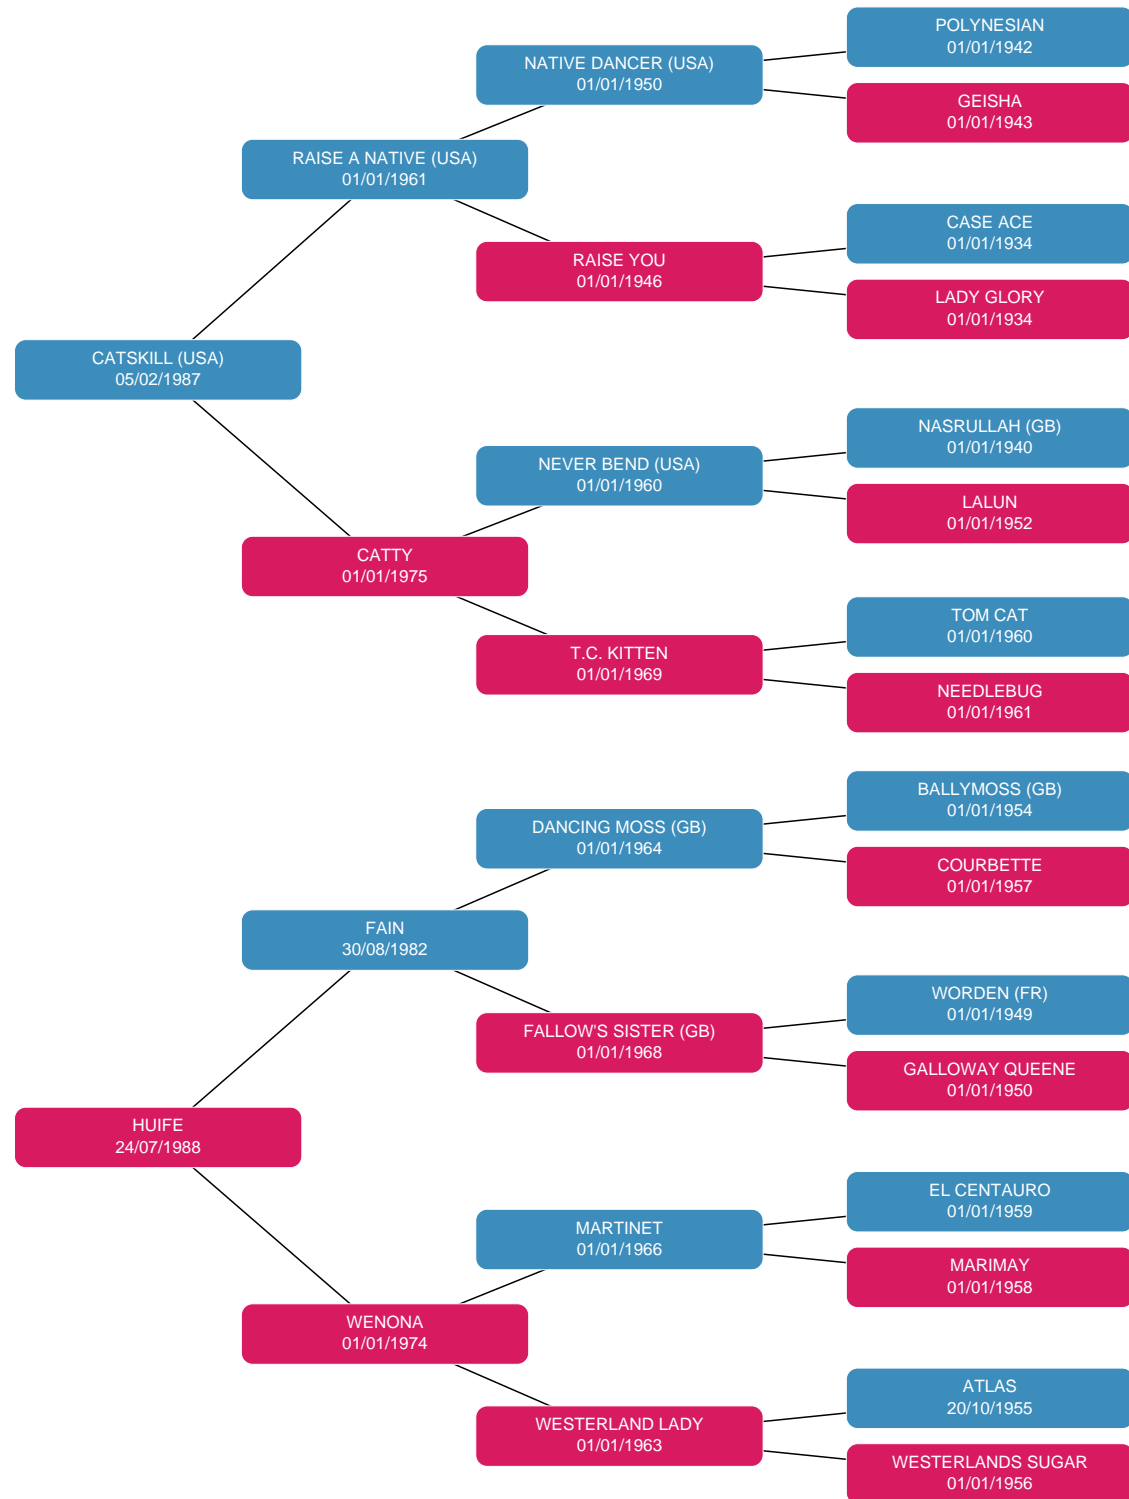 POLYNESIAN
01/01/1942
NATIVE DANCER (USA)
01/01/1950
GEISHA
01/01/1943
RAISE A NATIVE (USA)
01/01/1961
CASE ACE
01/01/1934
RAISE YOU
01/01/1946
LADY GLORY
01/01/1934
CATSKILL (USA)
05/02/1987
NASRULLAH (GB)
01/01/1940
NEVER BEND (USA)
01/01/1960
LALUN
01/01/1952
CATTY
01/01/1975
TOM CAT
01/01/1960
T.C. KITTEN
01/01/1969
NEEDLEBUG
01/01/1961
BALLYMOSS (GB)
01/01/1954
DANCING MOSS (GB)
01/01/1964
COURBETTE
01/01/1957
FAIN
30/08/1982
WORDEN (FR)
01/01/1949
FALLOW'S SISTER (GB)
01/01/1968
GALLOWAY QUEENE
01/01/1950
HUIFE
24/07/1988
EL CENTAURO
01/01/1959
MARTINET
01/01/1966
MARIMAY
01/01/1958
WENONA
01/01/1974
ATLAS
20/10/1955
WESTERLAND LADY
01/01/1963
WESTERLANDS SUGAR
01/01/1956